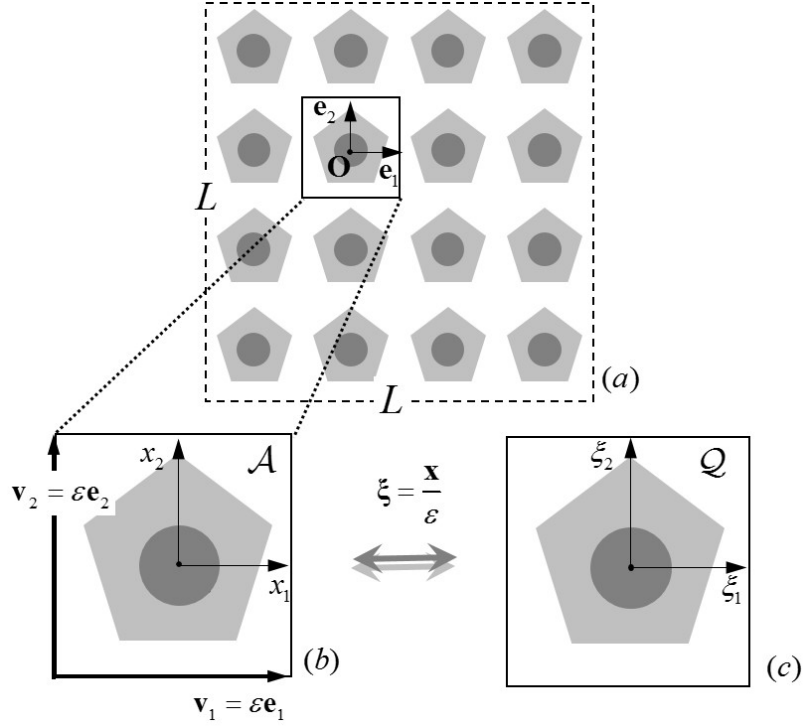 e₂
O
e₁
L
L
(a)
𝒜
x₂
v₂ = εe₂
x₁
(b)
v₁ = εe₁
ξ = x/ε
𝒬
ξ₂
ξ₁
(c)